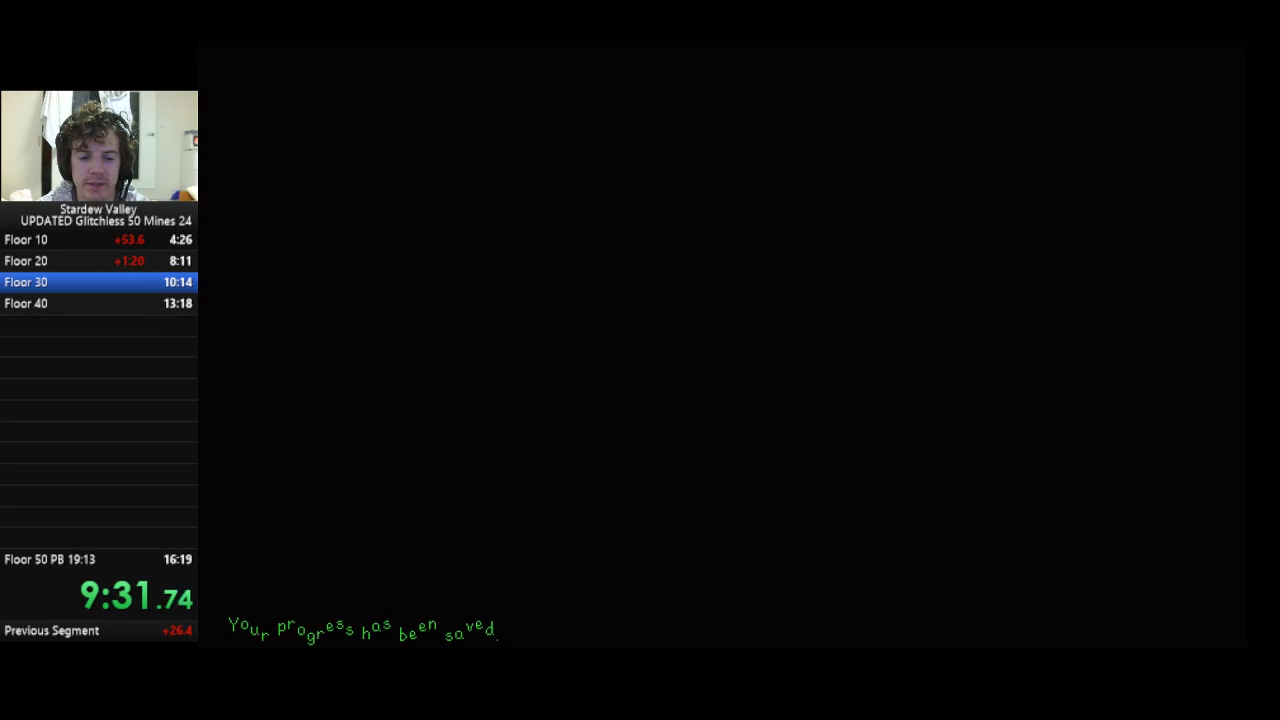 Stardew Valley
UPDATED Glitchless 50 Mines 24
Floor 10 +53.6 4:26
Floor 20 +1:20 8:11
Floor 30 10:14
Floor 40 13:18
Floor 50 PB 19:13 16:19
9:31.74
Previous Segment +26.4
Your progress has been saved.